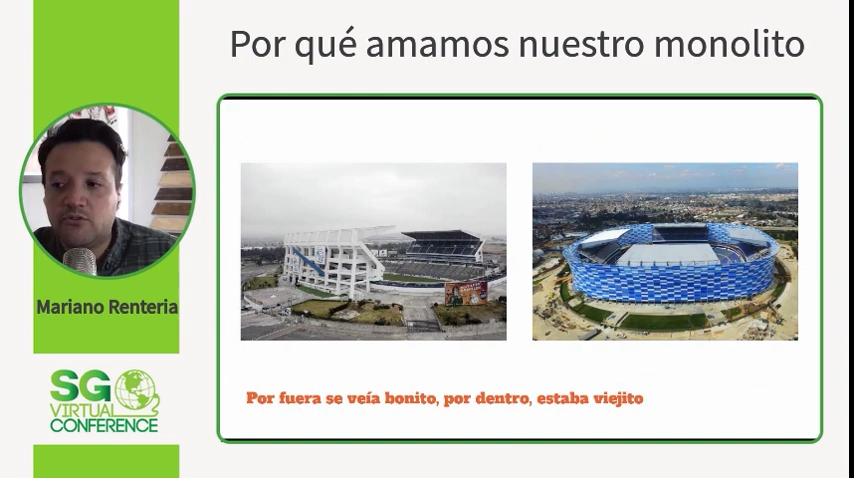 Por qué amamos nuestro monolito
Mariano Renteria
SG
VIRTUAL
CONFERENCE
Por fuera se veía bonito, por dentro, estaba viejito